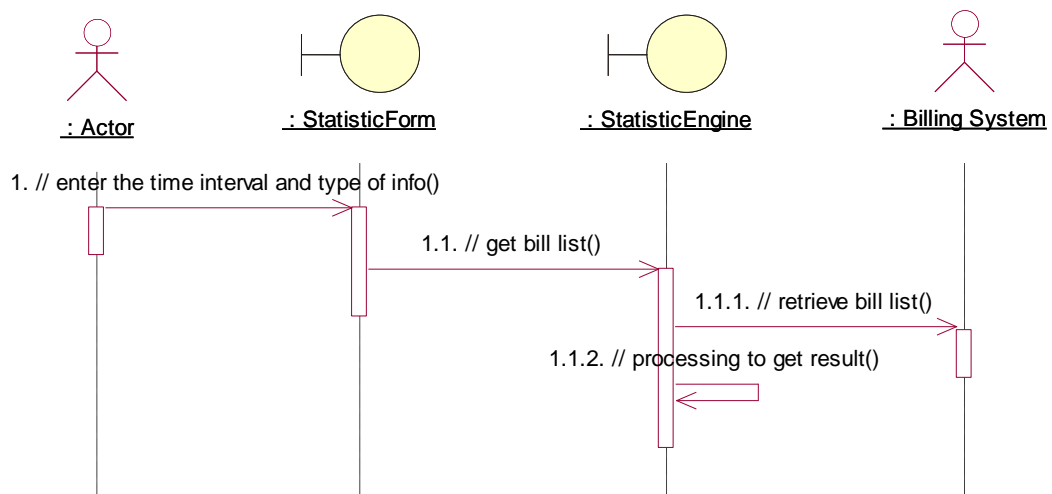 : Actor
: StatisticForm
: StatisticEngine
: Billing System
1. // enter the time interval and type of info()
1.1. // get bill list()
1.1.1. // retrieve bill list()
1.1.2. // processing to get result()